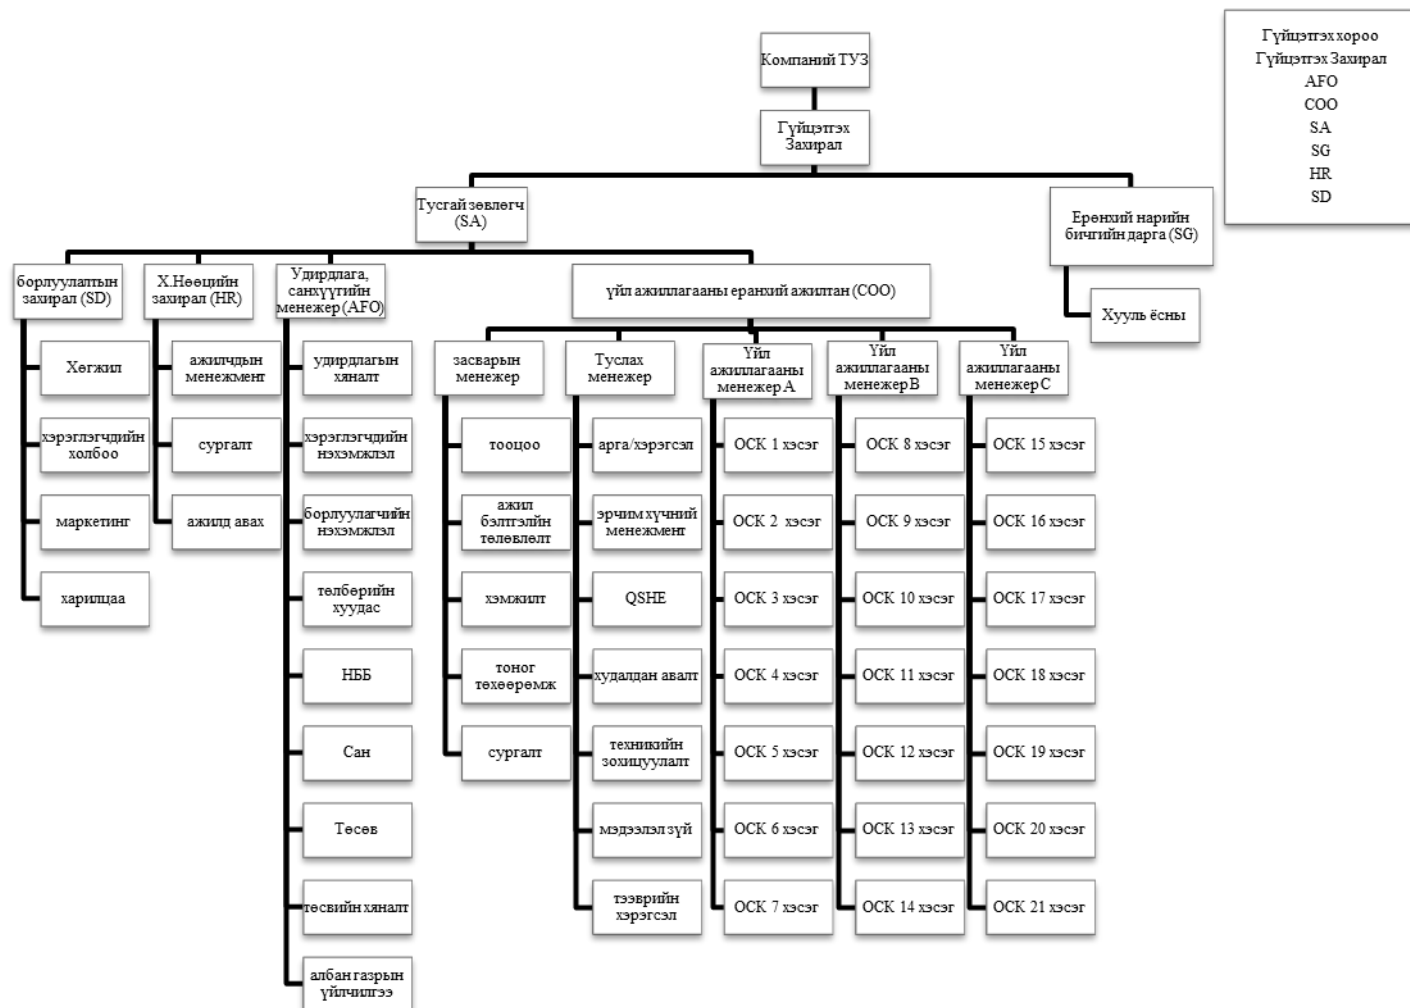 Гүйцэтгэх хороо
Гүйцэтгэх Захирал
AFO
COO
SA
SG
HR
SD
Компаний ТУЗ
Гүйцэтгэх
Захирал
Тусгай зөвлөгч
(SA)
Ерөнхий нарийн
бичгийн дарга (SG)
Хууль ёсны
борлуулалтын
захирал (SD)
Х.Нөөцийн
захирал (HR)
Удирдлага,
санхүүгийн
менежер (AFO)
үйл ажиллагааны еранхий ажилтан (COO)
Хөгжил
хэрэглэгчдийн
холбоо
маркетинг
харилцаа
ажилчдын
менежмент
сургалт
ажилд авах
удирдлагын
хяналт
хэрэглэгчдийн
нэхэмжлэл
борлуулагчийн
нэхэмжлэл
төлбөрийн
хуудас
НББ
Сан
Төсөв
төсвийн хяналт
албан газрын
үйлчилгээ
засварын
менежер
тооцоо
ажил
бэлтгэлйн
төлөвлөлт
хэмжилт
тоног
төхөөрөмж
сургалт
Туслах
менежер
арга/хэрэгсэл
эрчим хүчний
менежмент
QSHE
худалдан авалт
техникийн
зохицуулалт
мэдээлэл зүй
тээврийн
хэрэгсэл
Үйл
ажиллагааны
менежер А
ОСК 1 хэсэг
ОСК 2 хэсэг
ОСК 3 хэсэг
ОСК 4 хэсэг
ОСК 5 хэсэг
ОСК 6 хэсэг
ОСК 7 хэсэг
Үйл
ажиллагааны
менежер В
ОСК 8 хэсэг
ОСК 9 хэсэг
ОСК 10 хэсэг
ОСК 11 хэсэг
ОСК 12 хэсэг
ОСК 13 хэсэг
ОСК 14 хэсэг
Үйл
ажиллагааны
менежер С
ОСК 15 хэсэг
ОСК 16 хэсэг
ОСК 17 хэсэг
ОСК 18 хэсэг
ОСК 19 хэсэг
ОСК 20 хэсэг
ОСК 21 хэсэг